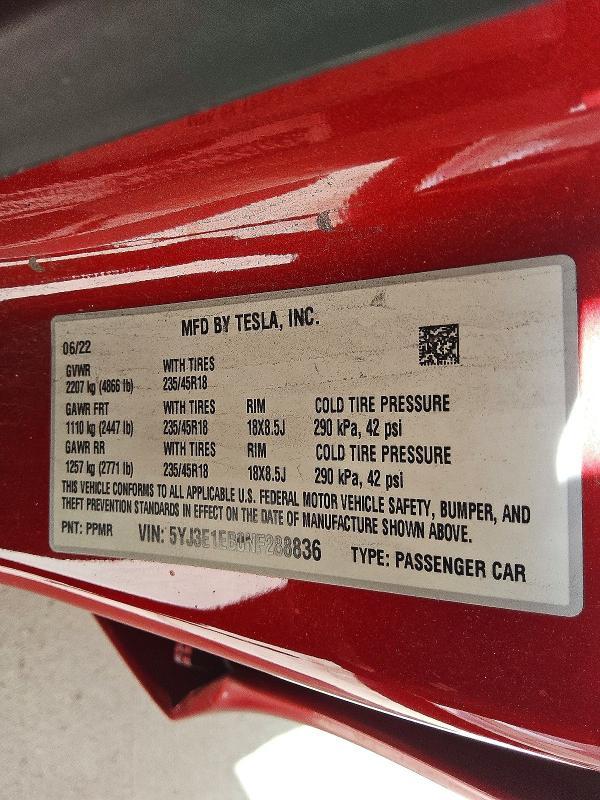 MFD BY TESLA, INC.
06/22
GVWR WITH TIRES
2207 kg (4866 lb) 235/45R18
GAWR FRT WITH TIRES RIM COLD TIRE PRESSURE
1110 kg (2447 lb) 235/45R18 18X8.5J 290 kPa, 42 psi
GAWR RR WITH TIRES RIM COLD TIRE PRESSURE
1257 kg (2771 lb) 235/45R18 18X8.5J 290 kPa, 42 psi
THIS VEHICLE CONFORMS TO ALL APPLICABLE U.S. FEDERAL MOTOR VEHICLE SAFETY, BUMPER, AND
THEFT PREVENTION STANDARDS IN EFFECT ON THE DATE OF MANUFACTURE SHOWN ABOVE.
PNT: PPMR VIN: 5YJ3E1EB0NF288836 TYPE: PASSENGER CAR